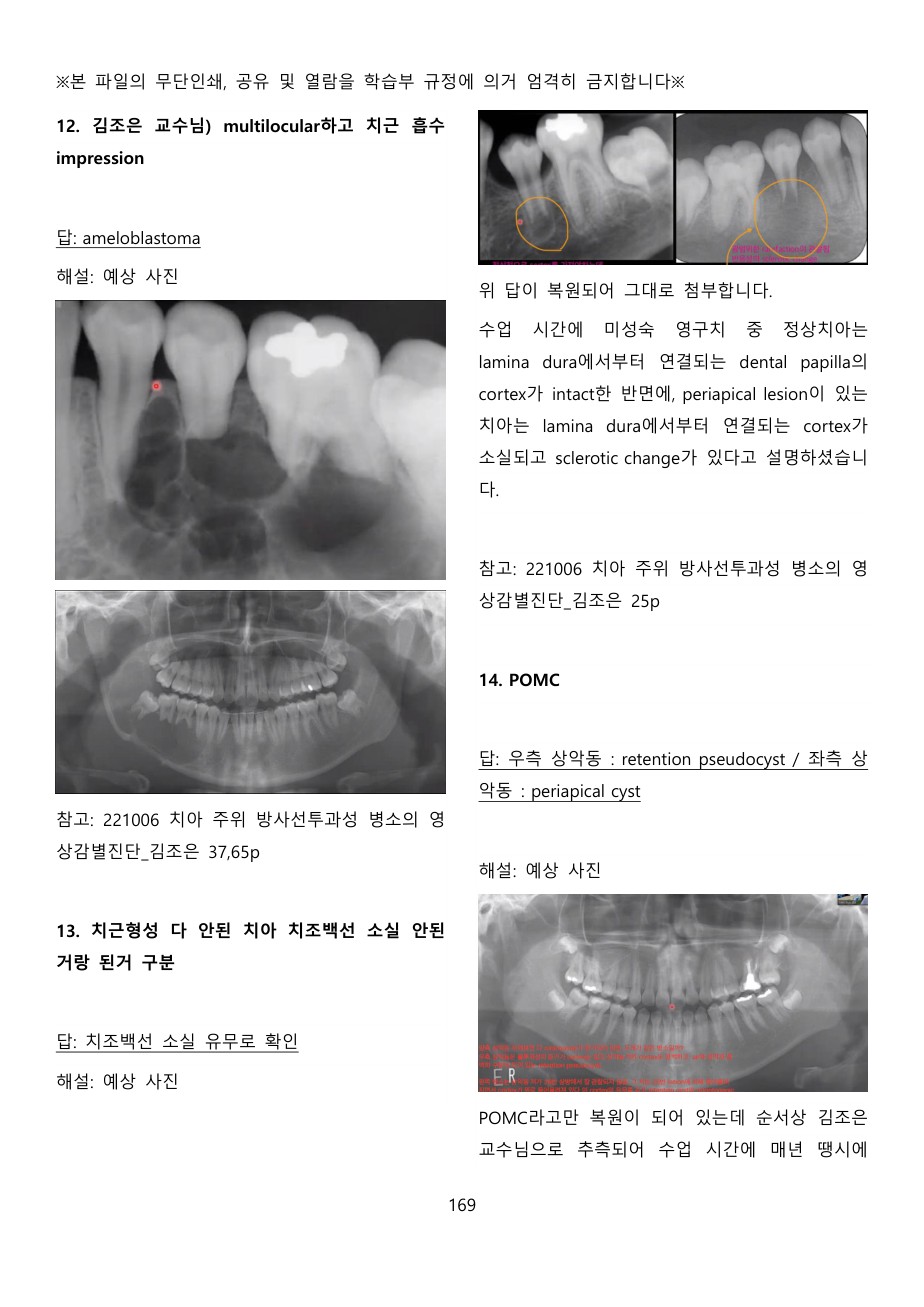 ※본 파일의 무단인쇄, 공유 및 열람을 학습부 규정에 의거 엄격히 금지합니다※
12. 김조은 교수님) multilocular하고 치근 흡수
impression
답: ameloblastoma
해설: 예상 사진
참고: 221006 치아 주위 방사선투과성 병소의 영
상감별진단_김조은 37,65p
13. 치근형성 다 안된 치아 치조백선 소실 안된
거랑 된거 구분
답: 치조백선 소실 유무로 확인
해설: 예상 사진
위 답이 복원되어 그대로 첨부합니다.
수업 시간에 미성숙 영구치 중 정상치아는
lamina dura에서부터 연결되는 dental papilla의
cortex가 intact한 반면에, periapical lesion이 있는
치아는 lamina dura에서부터 연결되는 cortex가
소실되고 sclerotic change가 있다고 설명하셨습니
다.
참고: 221006 치아 주위 방사선투과성 병소의 영
상감별진단_김조은 25p
14. POMC
답: 우측 상악동 : retention pseudocyst / 좌측 상
악동 : periapical cyst
해설: 예상 사진
E R
POMC라고만 복원이 되어 있는데 순서상 김조은
교수님으로 추측되어 수업 시간에 매년 땡시에
169